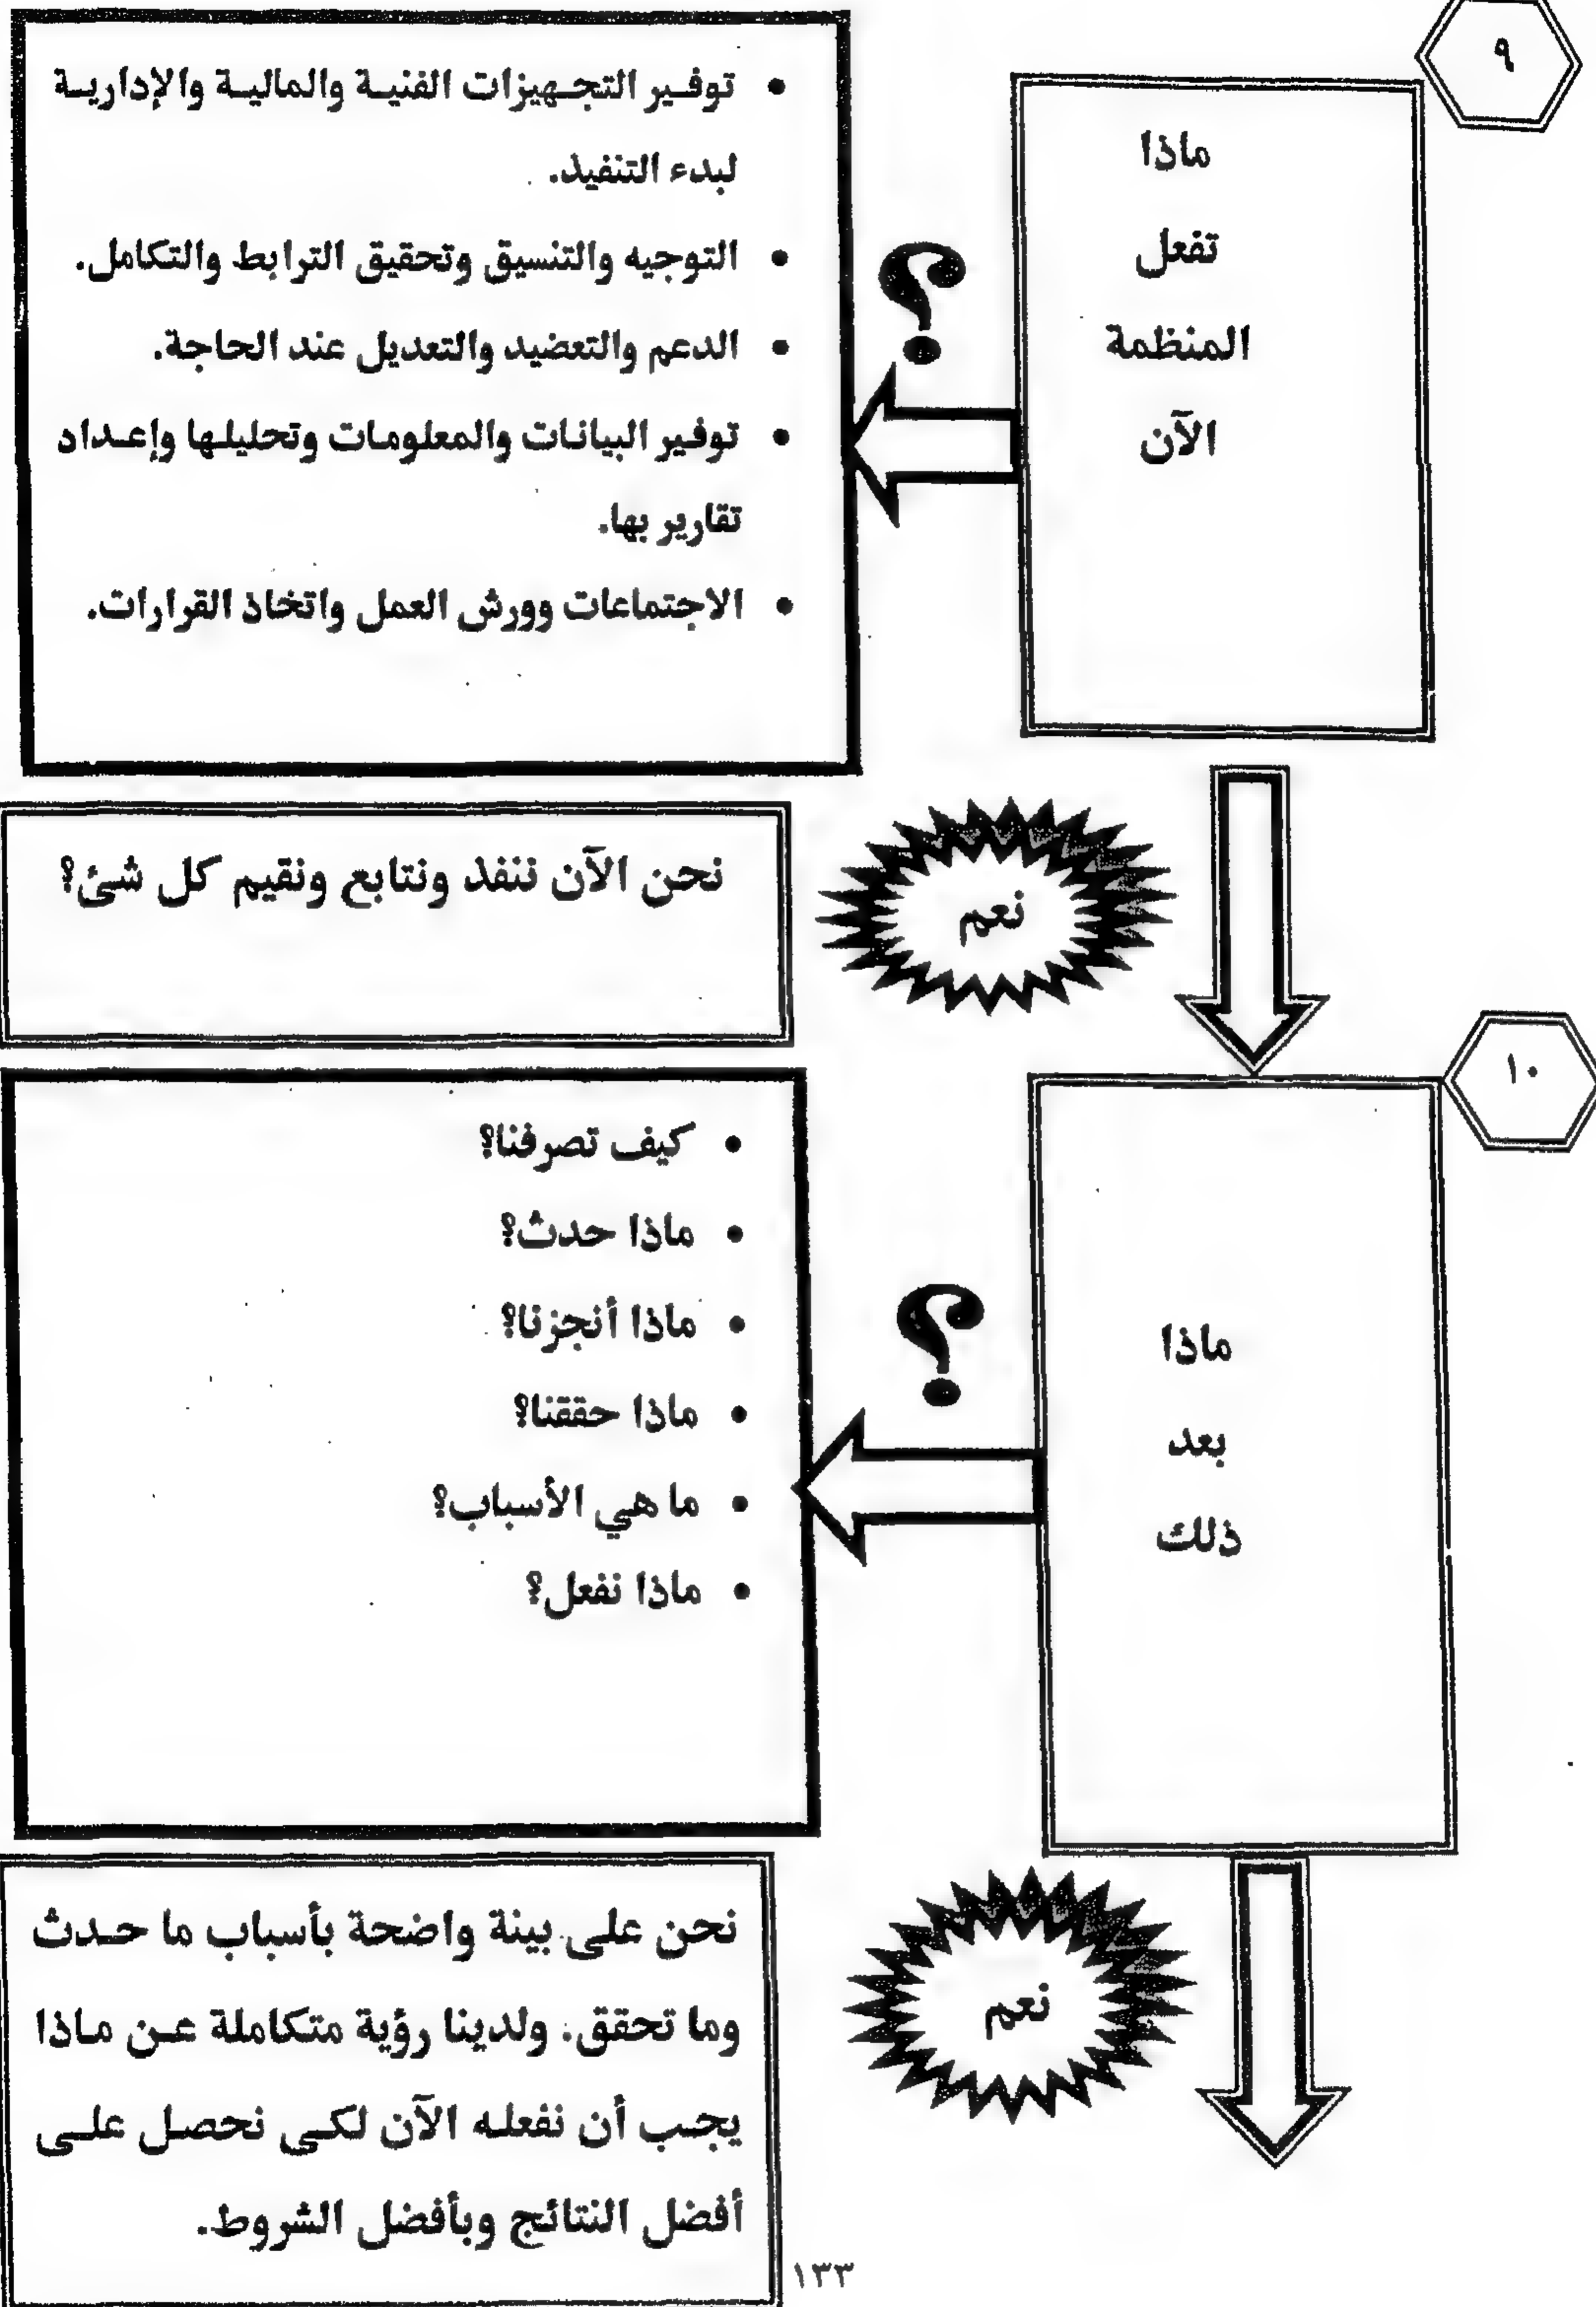 ٩
ماذا
تفعل
المنظمة
الآن
؟
• توفير التجهيزات الفنية والمالية والإدارية
لبدء التنفيذ.
• التوجيه والتنسيق وتحقيق الترابط والتكامل.
• الدعم والتعضيد والتعديل عند الحاجة.
• توفير البيانات والمعلومات وتحليلها وإعداد
تقارير بها.
• الاجتماعات وورش العمل واتخاذ القرارات.
نعم
نحن الآن ننفذ ونتابع ونقيم كل شئ؟
١٠
ماذا
بعد
ذلك
؟
• كيف تصرفنا؟
• ماذا حدث؟
• ماذا أنجزنا؟
• ماذا حققنا؟
• ما هي الأسباب؟
• ماذا نفعل؟
نعم
نحن على بينة واضحة بأسباب ما حدث
وما تحقق. ولدينا رؤية متكاملة عن ماذا
يجب أن نفعله الآن لكى نحصل على
أفضل النتائج وبأفضل الشروط.
١٣٣